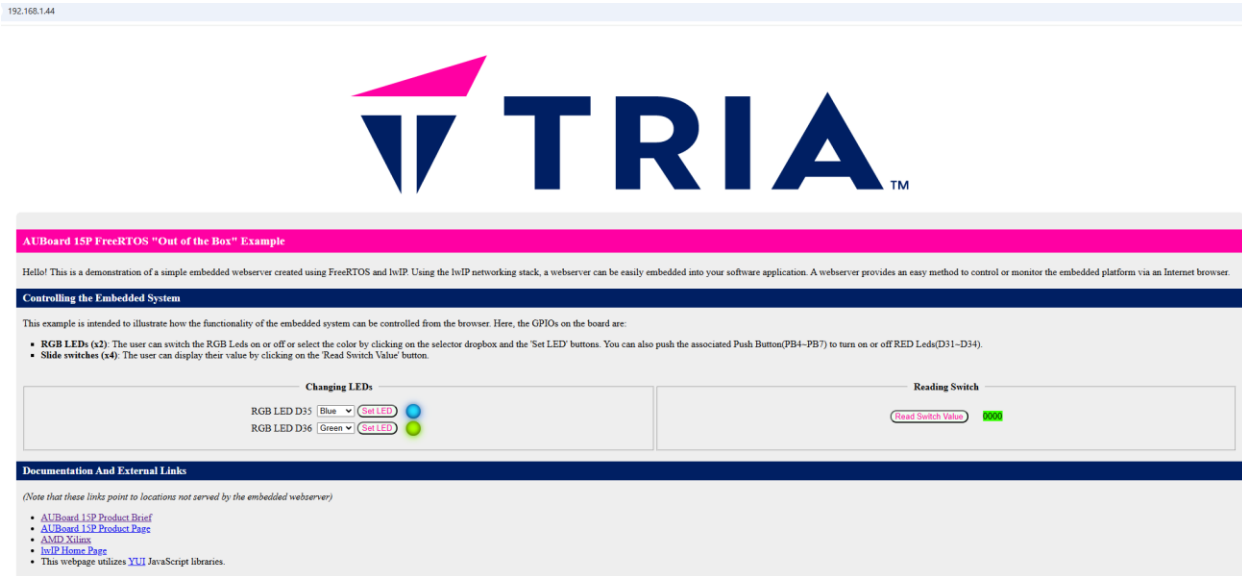 192.168.1.44
TRIA™
AUBoard 15P FreeRTOS "Out of the Box" Example
Hello! This is a demonstration of a simple embedded webserver created using FreeRTOS and lwIP. Using the lwIP networking stack, a webserver can be easily embedded into your software application. A webserver provides an easy method to control or monitor the embedded platform via an Internet browser.
Controlling the Embedded System
This example is intended to illustrate how the functionality of the embedded system can be controlled from the browser. Here, the GPIOs on the board are:
RGB LEDs (x2): The user can switch the RGB Leds on or off or select the color by clicking on the selector dropbox and the 'Set LED' buttons. You can also push the associated Push Button(PB4~PB7) to turn on or off RED Leds(D31~D34).
Slide switches (x4): The user can display their value by clicking on the 'Read Switch Value' button.
Changing LEDs
RGB LED D35 Blue Set LED
RGB LED D36 Green Set LED
Reading Switch
Read Switch Value 0000
Documentation And External Links
(Note that these links point to locations not served by the embedded webserver)
AUBoard 15P Product Brief
AUBoard 15P Product Page
AMD Xilinx
lwIP Home Page
This webpage utilizes YUI JavaScript libraries.